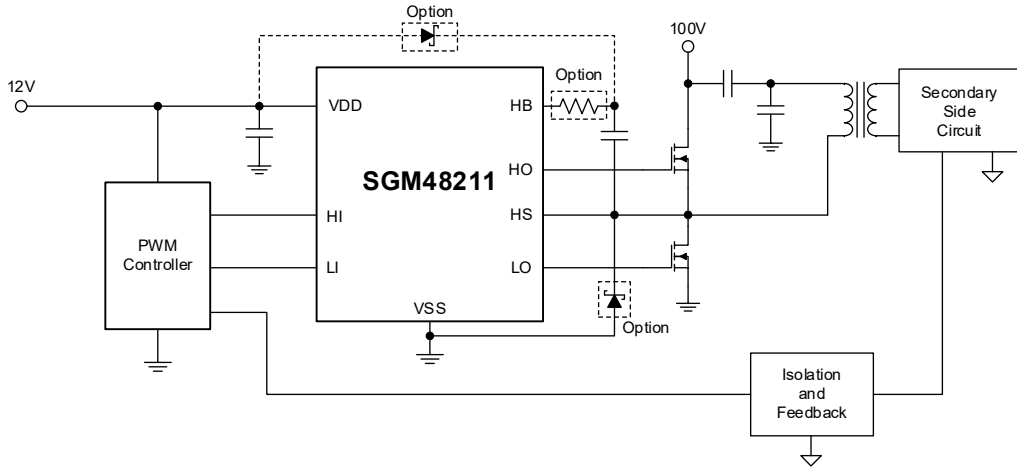 Option
100V
12V
Option
VDD
HB
Secondary
Side
Circuit
SGM48211
HO
HI
HS
PWM
Controller
LI
LO
VSS
Option
Isolation
and
Feedback